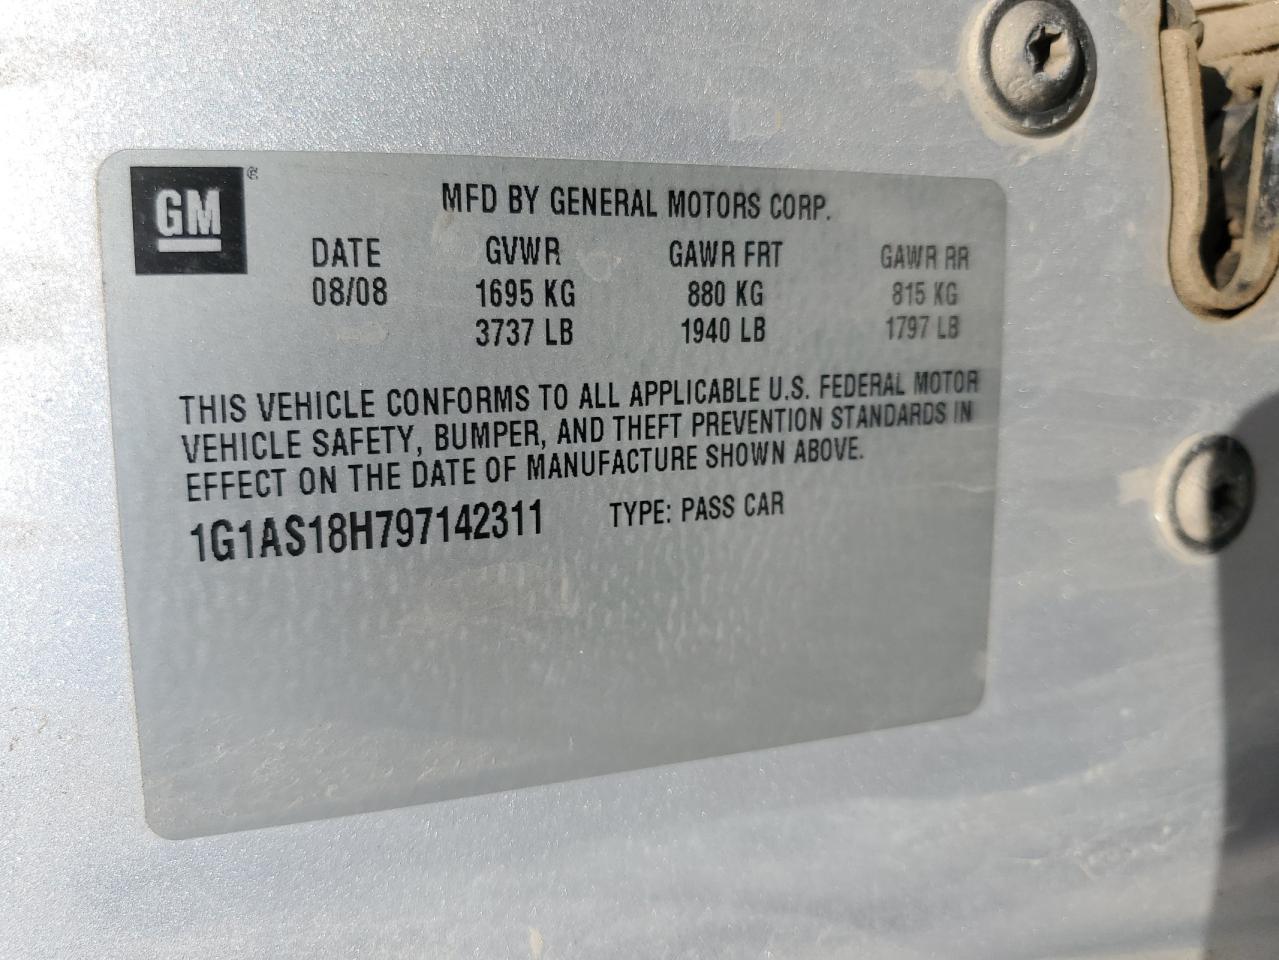 GM
MFD BY GENERAL MOTORS CORP.
DATE GVWR GAWR FRT GAWR RR
08/08 1695 KG 880 KG 815 KG
3737 LB 1940 LB 1797 LB
THIS VEHICLE CONFORMS TO ALL APPLICABLE U.S. FEDERAL MOTOR
VEHICLE SAFETY, BUMPER, AND THEFT PREVENTION STANDARDS IN
EFFECT ON THE DATE OF MANUFACTURE SHOWN ABOVE.
1G1AS18H797142311 TYPE: PASS CAR